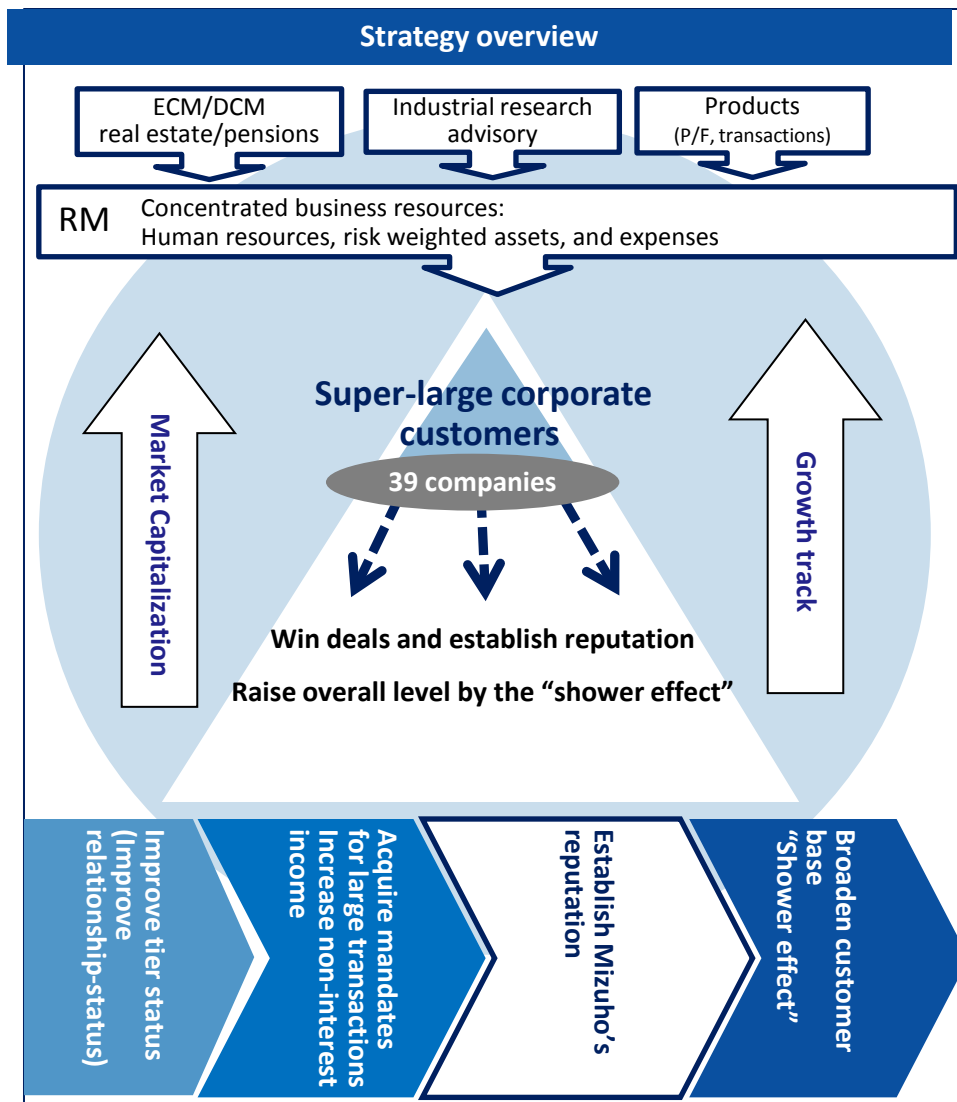 Strategy overview
ECM/DCM
real estate/pensions
Industrial research
advisory
Products
(P/F, transactions)
RM
Concentrated business resources:
Human resources, risk weighted assets, and expenses
Market Capitalization
Super-large corporate
customers
39 companies
Growth track
Win deals and establish reputation
Raise overall level by the “shower effect”
Improve tier status
(Improve
relationship-status)
Acquire mandates
for large transactions
Increase non-interest
income
Establish Mizuho’s
reputation
Broaden customer
base
“Shower effect”